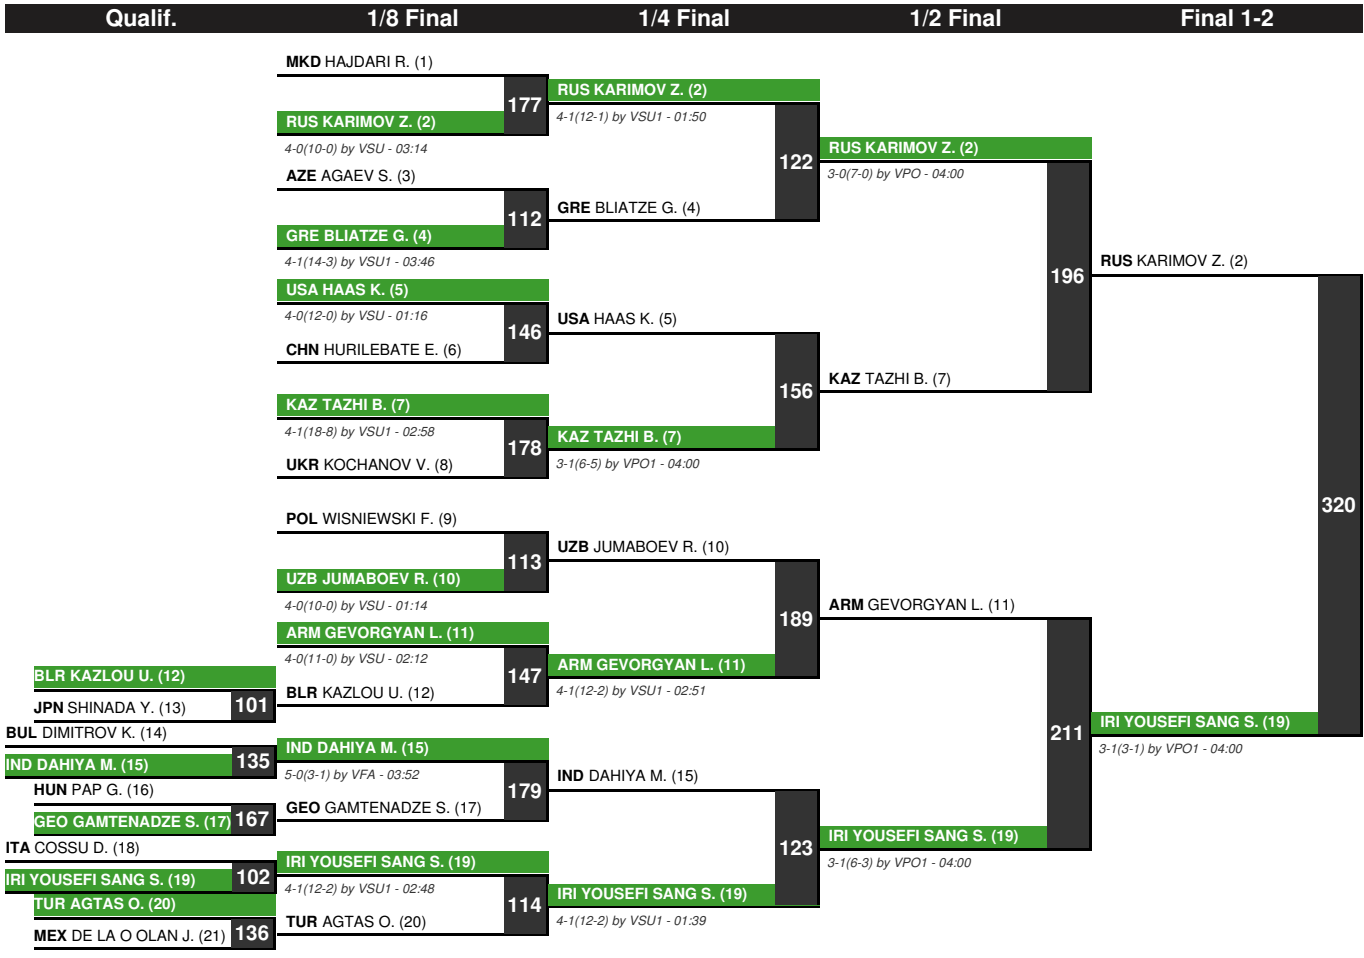 Qualif.
1/8 Final
1/4 Final
1/2 Final
Final 1-2
MKD HAJDARI R. (1)
177
RUS KARIMOV Z. (2)
4-0(10-0) by VSU - 03:14
AZE AGAEV S. (3)
112
GRE BLIATZE G. (4)
4-1(14-3) by VSU1 - 03:46
USA HAAS K. (5)
4-0(12-0) by VSU - 01:16
146
CHN HURILEBATE E. (6)
KAZ TAZHI B. (7)
4-1(18-8) by VSU1 - 02:58
178
UKR KOCHANOV V. (8)
POL WISNIEWSKI F. (9)
113
UZB JUMABOEV R. (10)
4-0(10-0) by VSU - 01:14
ARM GEVORGYAN L. (11)
4-0(11-0) by VSU - 02:12
147
BLR KAZLOU U. (12)
BLR KAZLOU U. (12)
JPN SHINADA Y. (13)
101
BUL DIMITROV K. (14)
IND DAHIYA M. (15)
135
HUN PAP G. (16)
GEO GAMTENADZE S. (17)
167
ITA COSSU D. (18)
IRI YOUSEFI SANG S. (19)
102
TUR AGTAS O. (20)
MEX DE LA O OLAN J. (21)
136
IND DAHIYA M. (15)
5-0(3-1) by VFA - 03:52
179
GEO GAMTENADZE S. (17)
IRI YOUSEFI SANG S. (19)
4-1(12-2) by VSU1 - 02:48
114
TUR AGTAS O. (20)
RUS KARIMOV Z. (2)
4-1(12-1) by VSU1 - 01:50
122
GRE BLIATZE G. (4)
USA HAAS K. (5)
156
KAZ TAZHI B. (7)
3-1(6-5) by VPO1 - 04:00
UZB JUMABOEV R. (10)
189
ARM GEVORGYAN L. (11)
4-1(12-2) by VSU1 - 02:51
IND DAHIYA M. (15)
123
IRI YOUSEFI SANG S. (19)
4-1(12-2) by VSU1 - 01:39
RUS KARIMOV Z. (2)
3-0(7-0) by VPO - 04:00
196
KAZ TAZHI B. (7)
ARM GEVORGYAN L. (11)
211
IRI YOUSEFI SANG S. (19)
3-1(6-3) by VPO1 - 04:00
RUS KARIMOV Z. (2)
320
IRI YOUSEFI SANG S. (19)
3-1(3-1) by VPO1 - 04:00